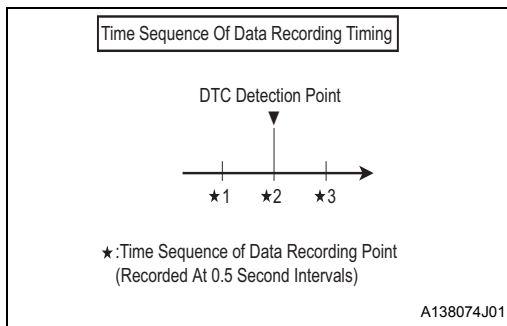 Time Sequence Of Data Recording Timing
DTC Detection Point
★1 ★2 ★3
★:Time Sequence of Data Recording Point
(Recorded At 0.5 Second Intervals)
A138074J01